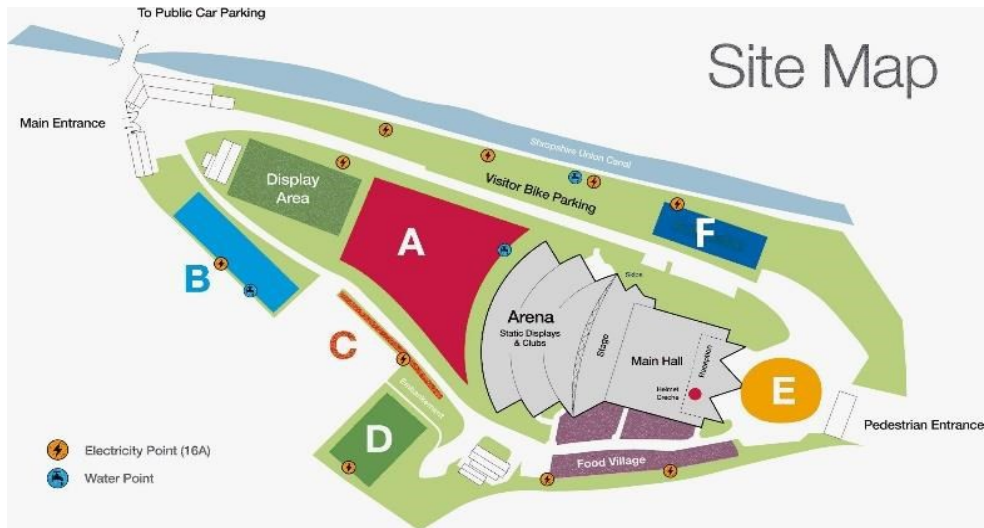 To Public Car Parking
Site Map
Main Entrance
Shropshire Union Canal
Display
Area
Visitor Bike Parking
A
F
B
Skips
Arena
Static Displays
& Clubs
Stage
Main Hall
Reception
C
Helmet
Creche
E
Embankment
D
Pedestrian Entrance
Electricity Point (16A)
Food Village
Water Point